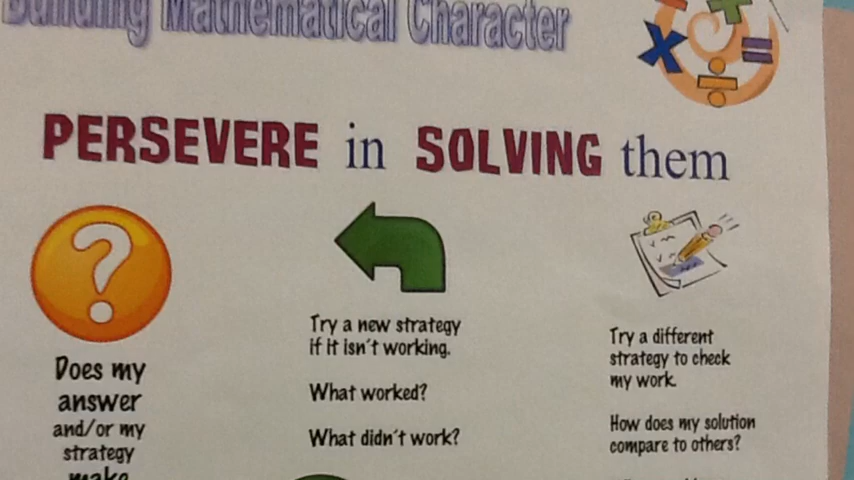 Building Mathematical Character
PERSEVERE in SOLVING them
Does my
answer
and/or my
strategy
make
Try a new strategy
if it isn't working.
What worked?
What didn't work?
Try a different
strategy to check
my work.
How does my solution
compare to others?